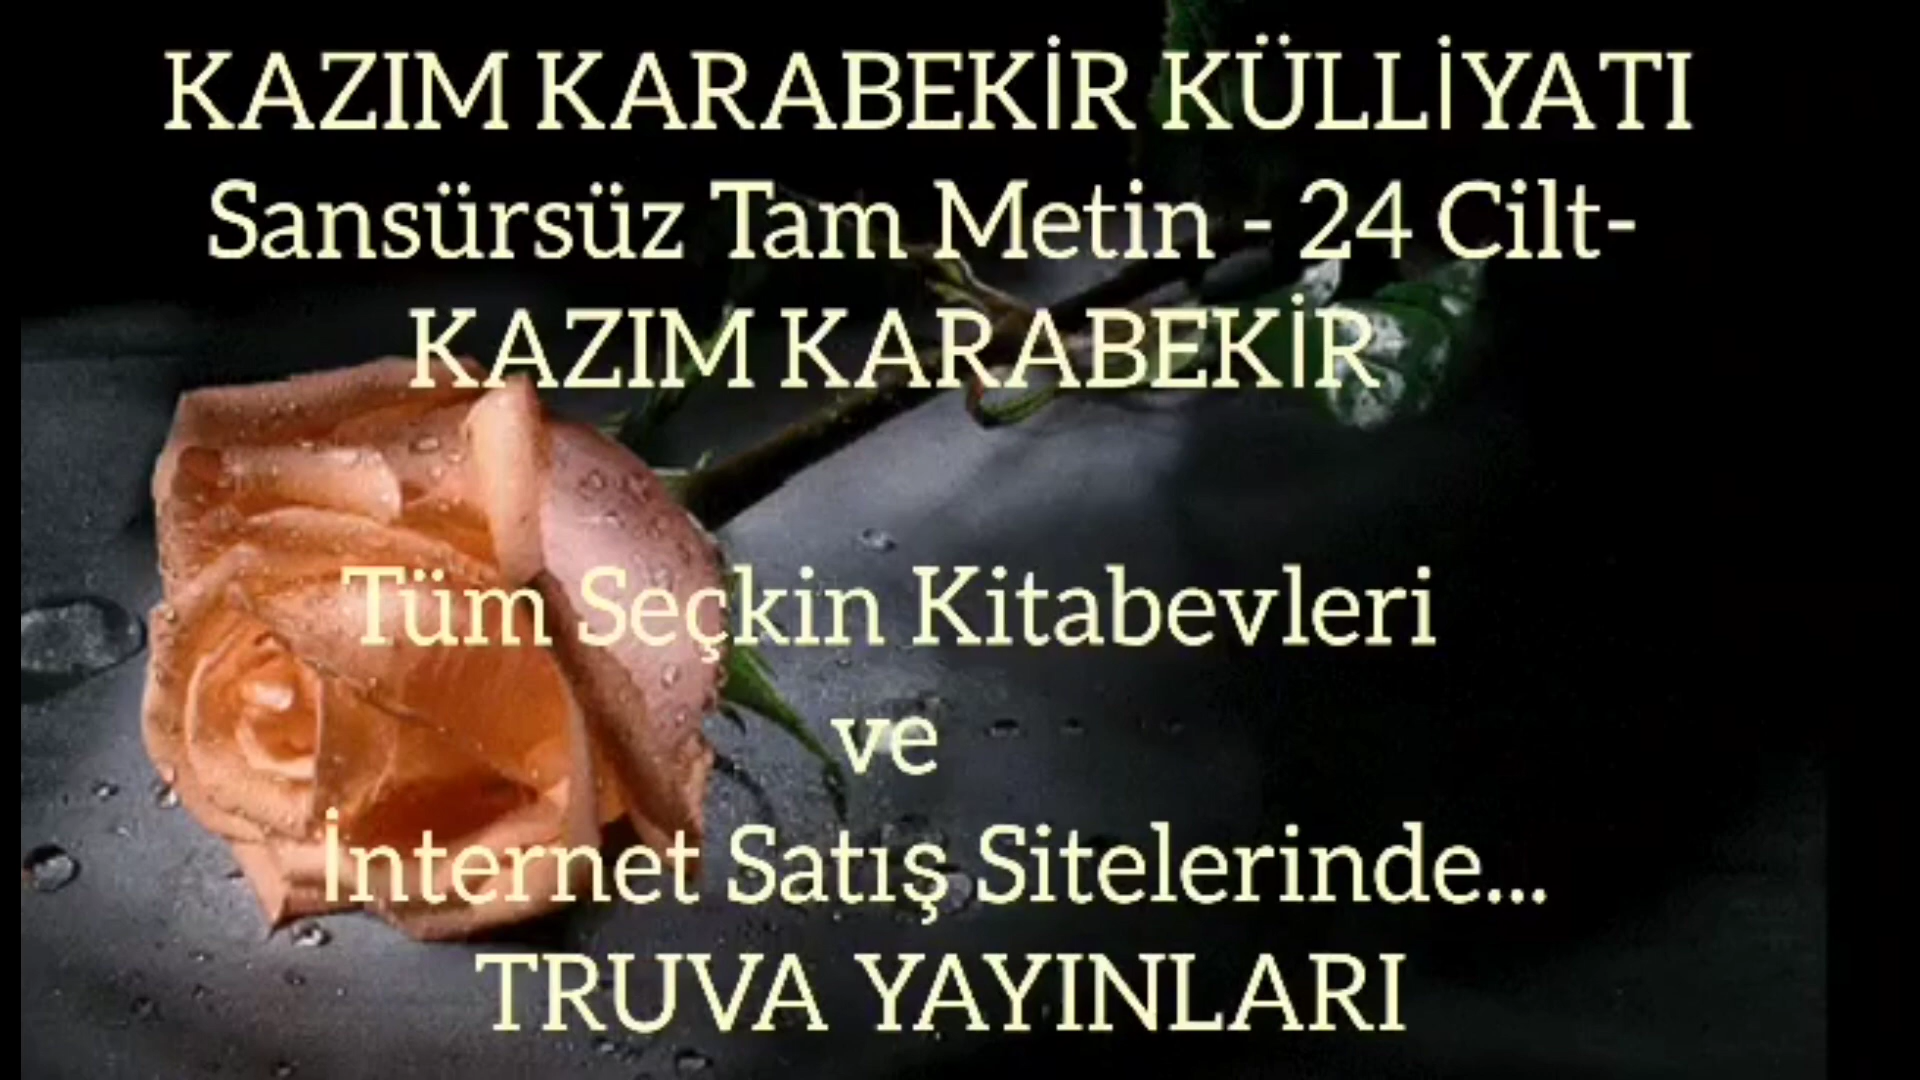 KAZIM KARABEKİR KÜLLİYATI
Sansürsüz Tam Metin - 24 Cilt-
KAZIM KARABEKİR
Tüm Seçkin Kitabevleri
ve
İnternet Satış Sitelerinde...
TRUVA YAYINLARI